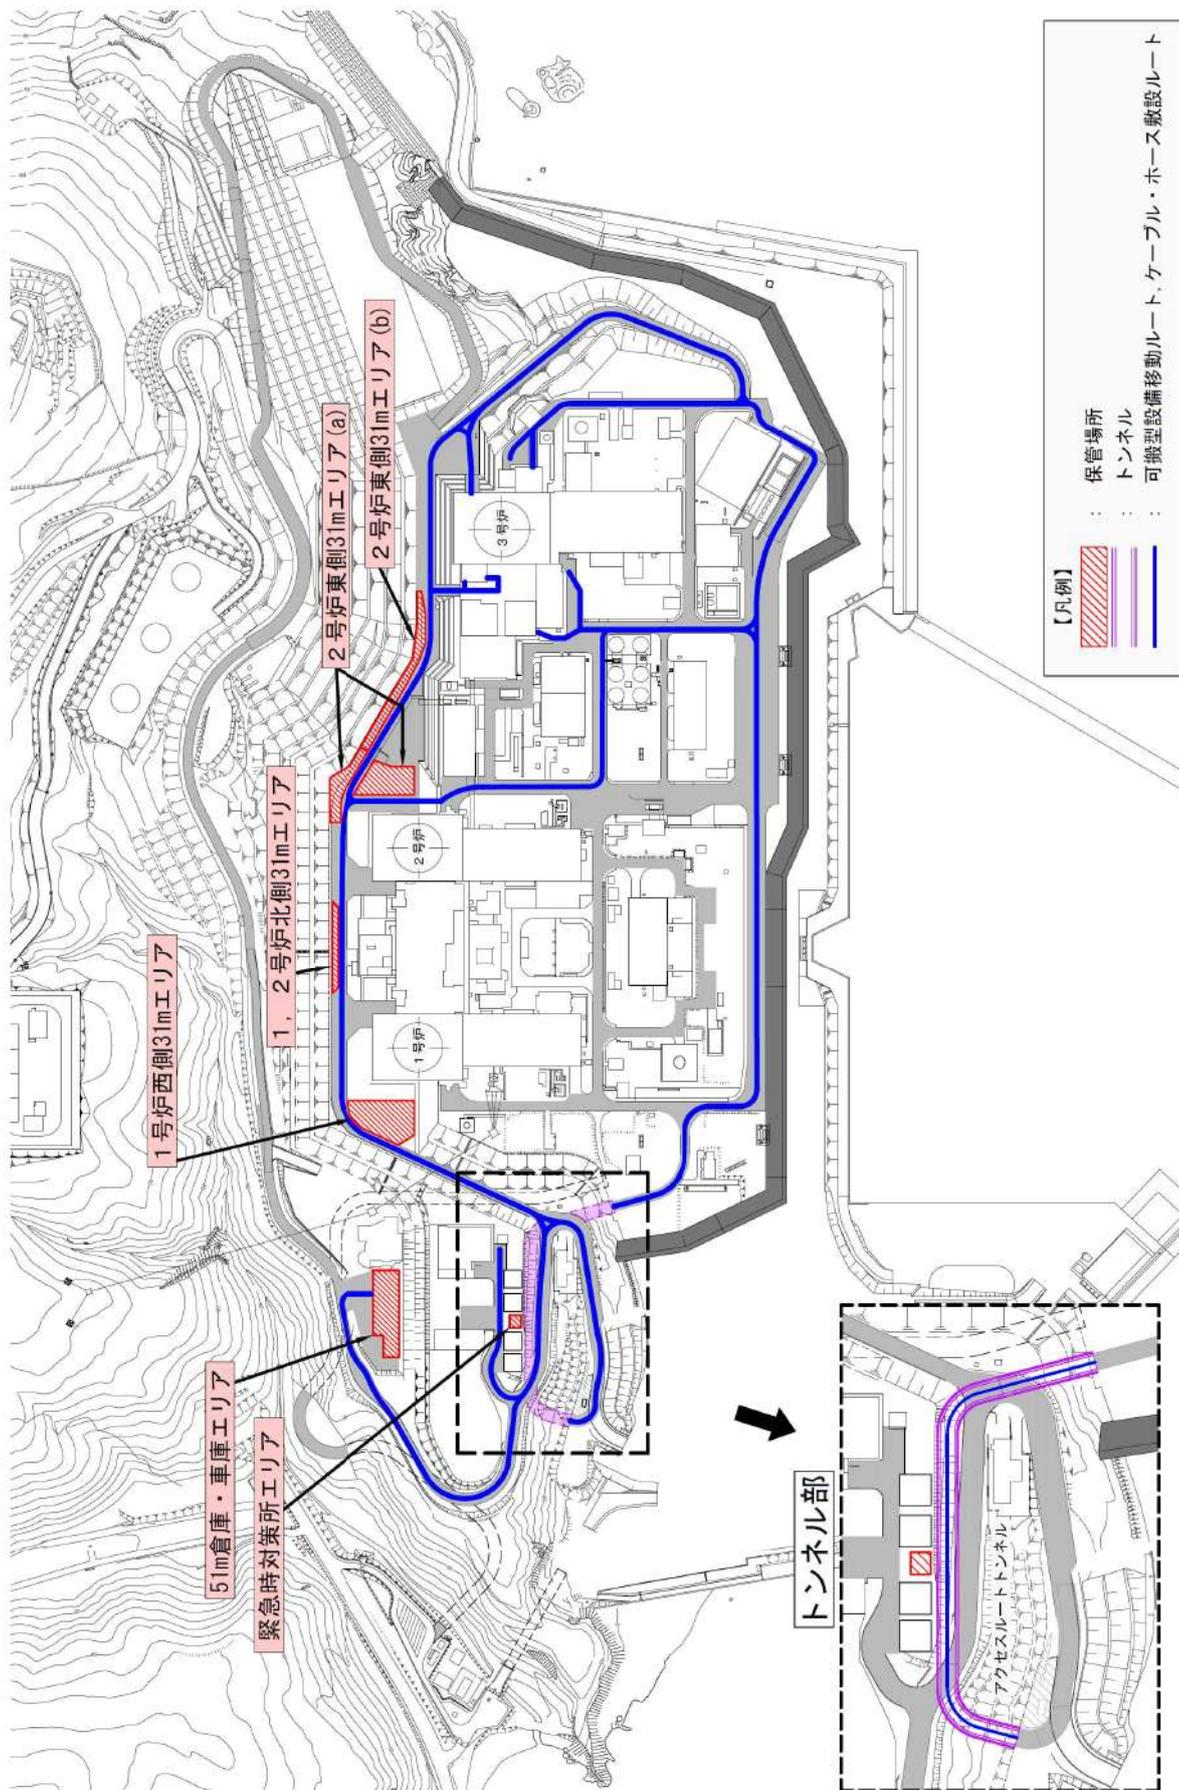 51m倉庫・車庫エリア
緊急時対策所エリア
1号炉西側31mエリア
1,2号炉北側31mエリア
2号炉東側31mエリア(a)
2号炉東側31mエリア(b)
1号炉
2号炉
3号炉
トンネル部
アクセスルートトンネル
【凡例】
: 保管場所
: トンネル
: 可搬型設備移動ルート,ケーブル・ホース敷設ルート